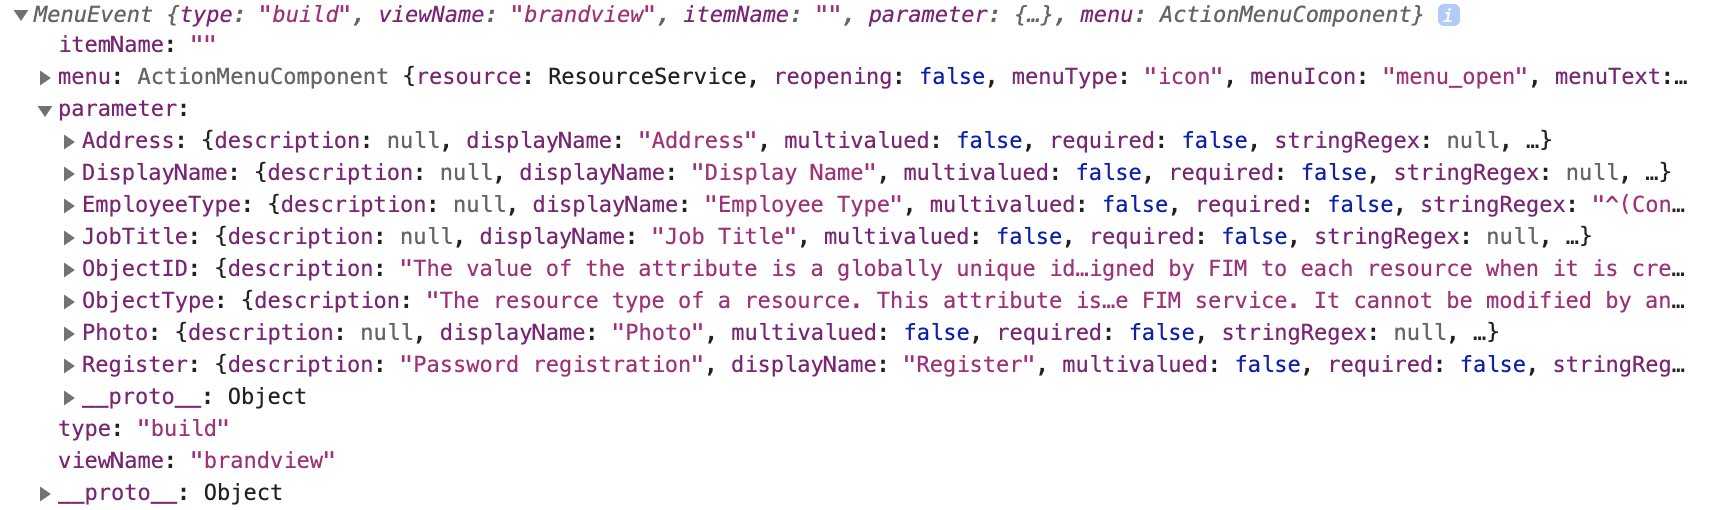 MenuEvent {type: "build", viewName: "brandview", itemName: "", parameter: {…}, menu: ActionMenuComponent} i
itemName: ""
menu: ActionMenuComponent {resource: ResourceService, reopening: false, menuType: "icon", menuIcon: "menu_open", menuText:…
parameter:
Address: {description: null, displayName: "Address", multivalued: false, required: false, stringRegex: null, …}
DisplayName: {description: null, displayName: "Display Name", multivalued: false, required: false, stringRegex: null, …}
EmployeeType: {description: null, displayName: "Employee Type", multivalued: false, required: false, stringRegex: "^(Con…
JobTitle: {description: null, displayName: "Job Title", multivalued: false, required: false, stringRegex: null, …}
ObjectID: {description: "The value of the attribute is a globally unique id…igned by FIM to each resource when it is cre…
ObjectType: {description: "The resource type of a resource. This attribute is…e FIM service. It cannot be modified by an…
Photo: {description: null, displayName: "Photo", multivalued: false, required: false, stringRegex: null, …}
Register: {description: "Password registration", displayName: "Register", multivalued: false, required: false, stringReg…
__proto__: Object
type: "build"
viewName: "brandview"
__proto__: Object